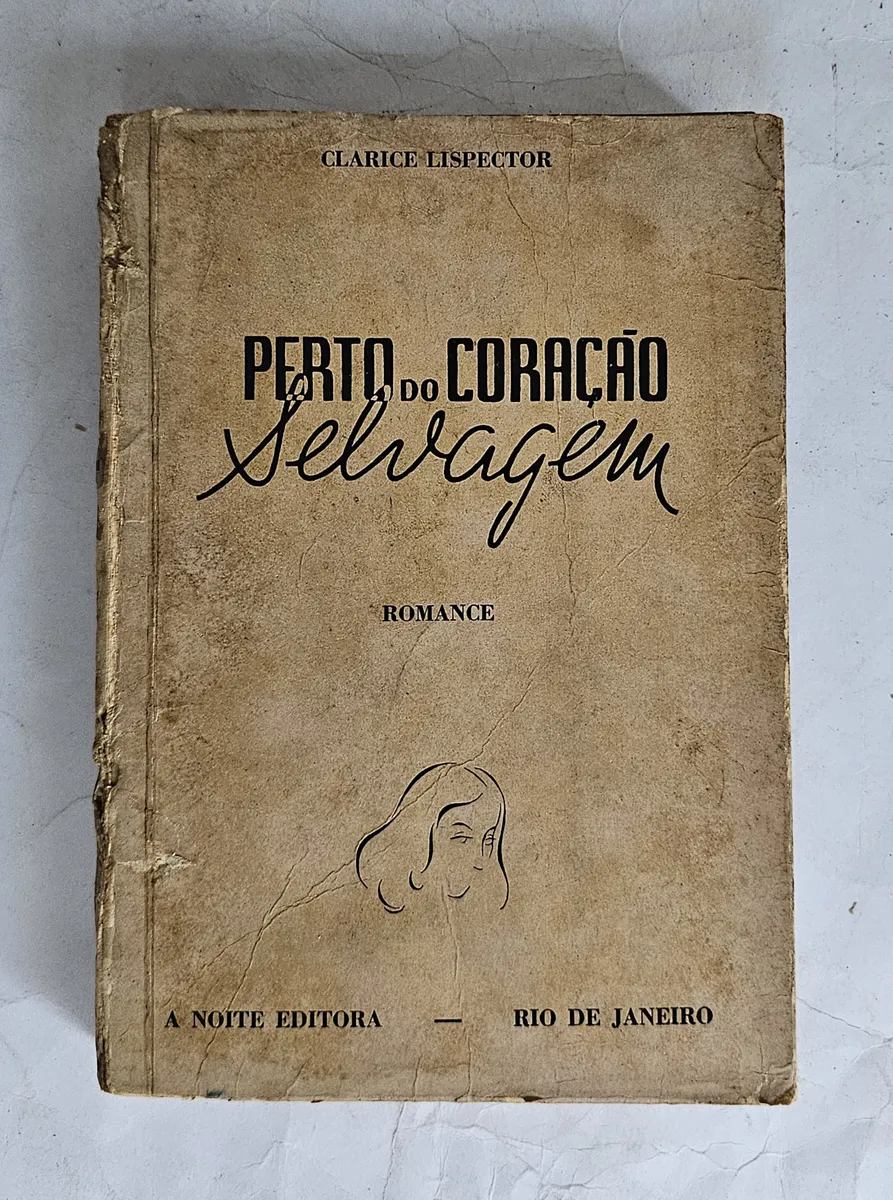 CLARICE LISPECTOR
PERTO DO CORAÇÃO
Selvagem
ROMANCE
A NOITE EDITORA — RIO DE JANEIRO